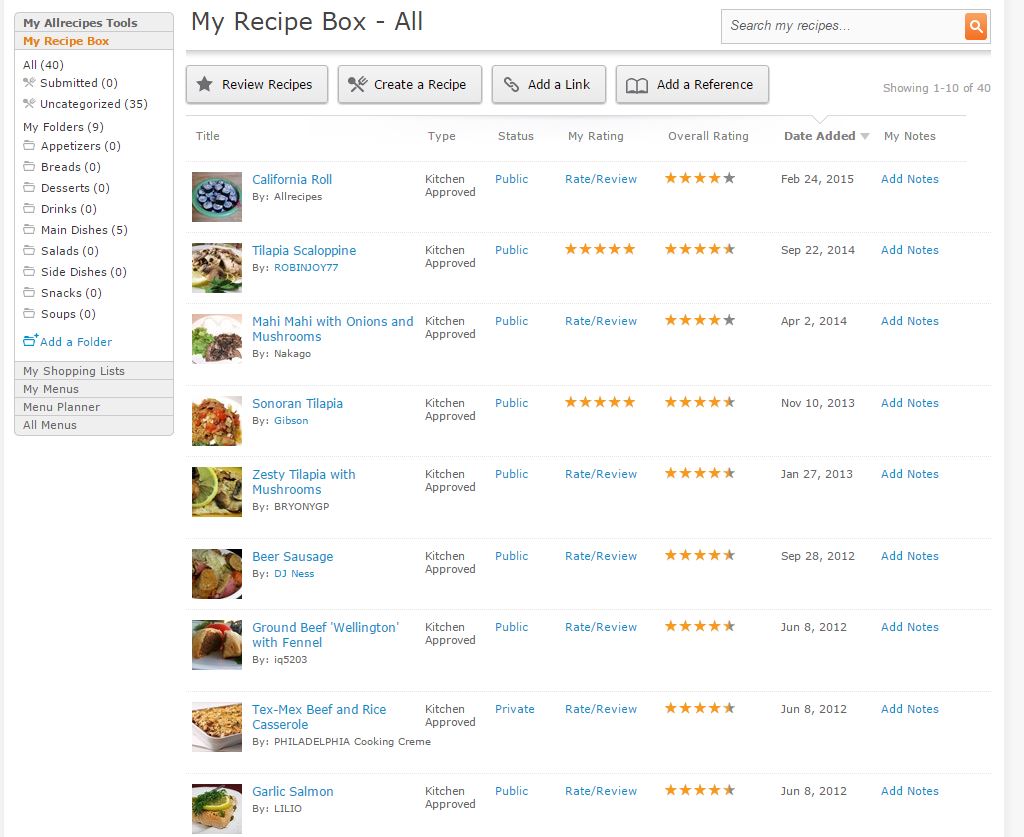 My Allrecipes Tools
My Recipe Box
All (40)
Submitted (0)
Uncategorized (35)
My Folders (9)
Appetizers (0)
Breads (0)
Desserts (0)
Drinks (0)
Main Dishes (5)
Salads (0)
Side Dishes (0)
Snacks (0)
Soups (0)
Add a Folder
My Shopping Lists
My Menus
Menu Planner
All Menus
My Recipe Box - All
Search my recipes...
Review Recipes
Create a Recipe
Add a Link
Add a Reference
Showing 1-10 of 40
Title Type Status My Rating Overall Rating Date Added My Notes
California Roll Kitchen Approved Public Rate/Review Feb 24, 2015 Add Notes
By: Allrecipes
Tilapia Scaloppine Kitchen Approved Public Sep 22, 2014 Add Notes
By: ROBINJOY77
Mahi Mahi with Onions and Kitchen Approved Public Rate/Review Apr 2, 2014 Add Notes
Mushrooms
By: Nakago
Sonoran Tilapia Kitchen Approved Public Nov 10, 2013 Add Notes
By: Gibson
Zesty Tilapia with Kitchen Approved Public Rate/Review Jan 27, 2013 Add Notes
Mushrooms
By: BRYONYGP
Beer Sausage Kitchen Approved Public Rate/Review Sep 28, 2012 Add Notes
By: DJ Ness
Ground Beef 'Wellington' Kitchen Approved Public Rate/Review Jun 8, 2012 Add Notes
with Fennel
By: iq5203
Tex-Mex Beef and Rice Kitchen Approved Private Rate/Review Jun 8, 2012 Add Notes
Casserole
By: PHILADELPHIA Cooking Creme
Garlic Salmon Kitchen Approved Public Rate/Review Jun 8, 2012 Add Notes
By: LILIO